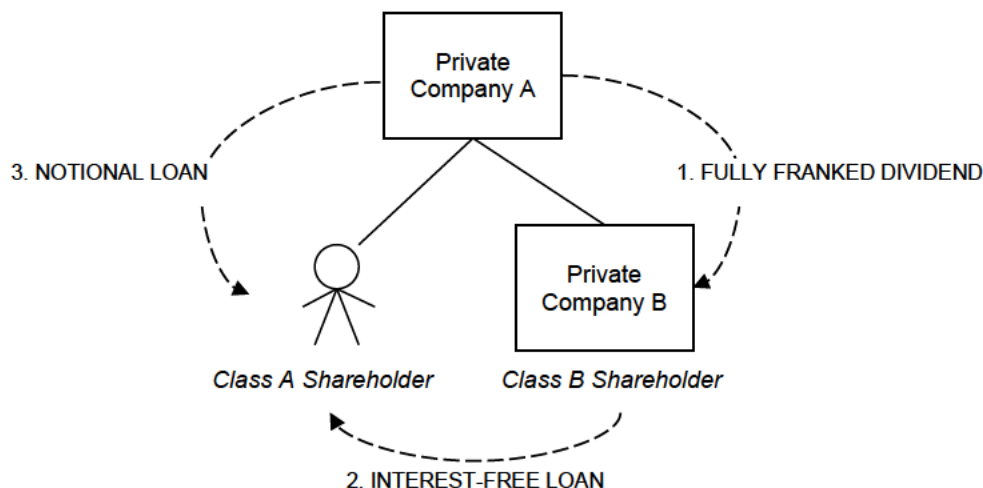 Private
Company A
3. NOTIONAL LOAN
1. FULLY FRANKED DIVIDEND
Private
Company B
Class A Shareholder
Class B Shareholder
2. INTEREST-FREE LOAN